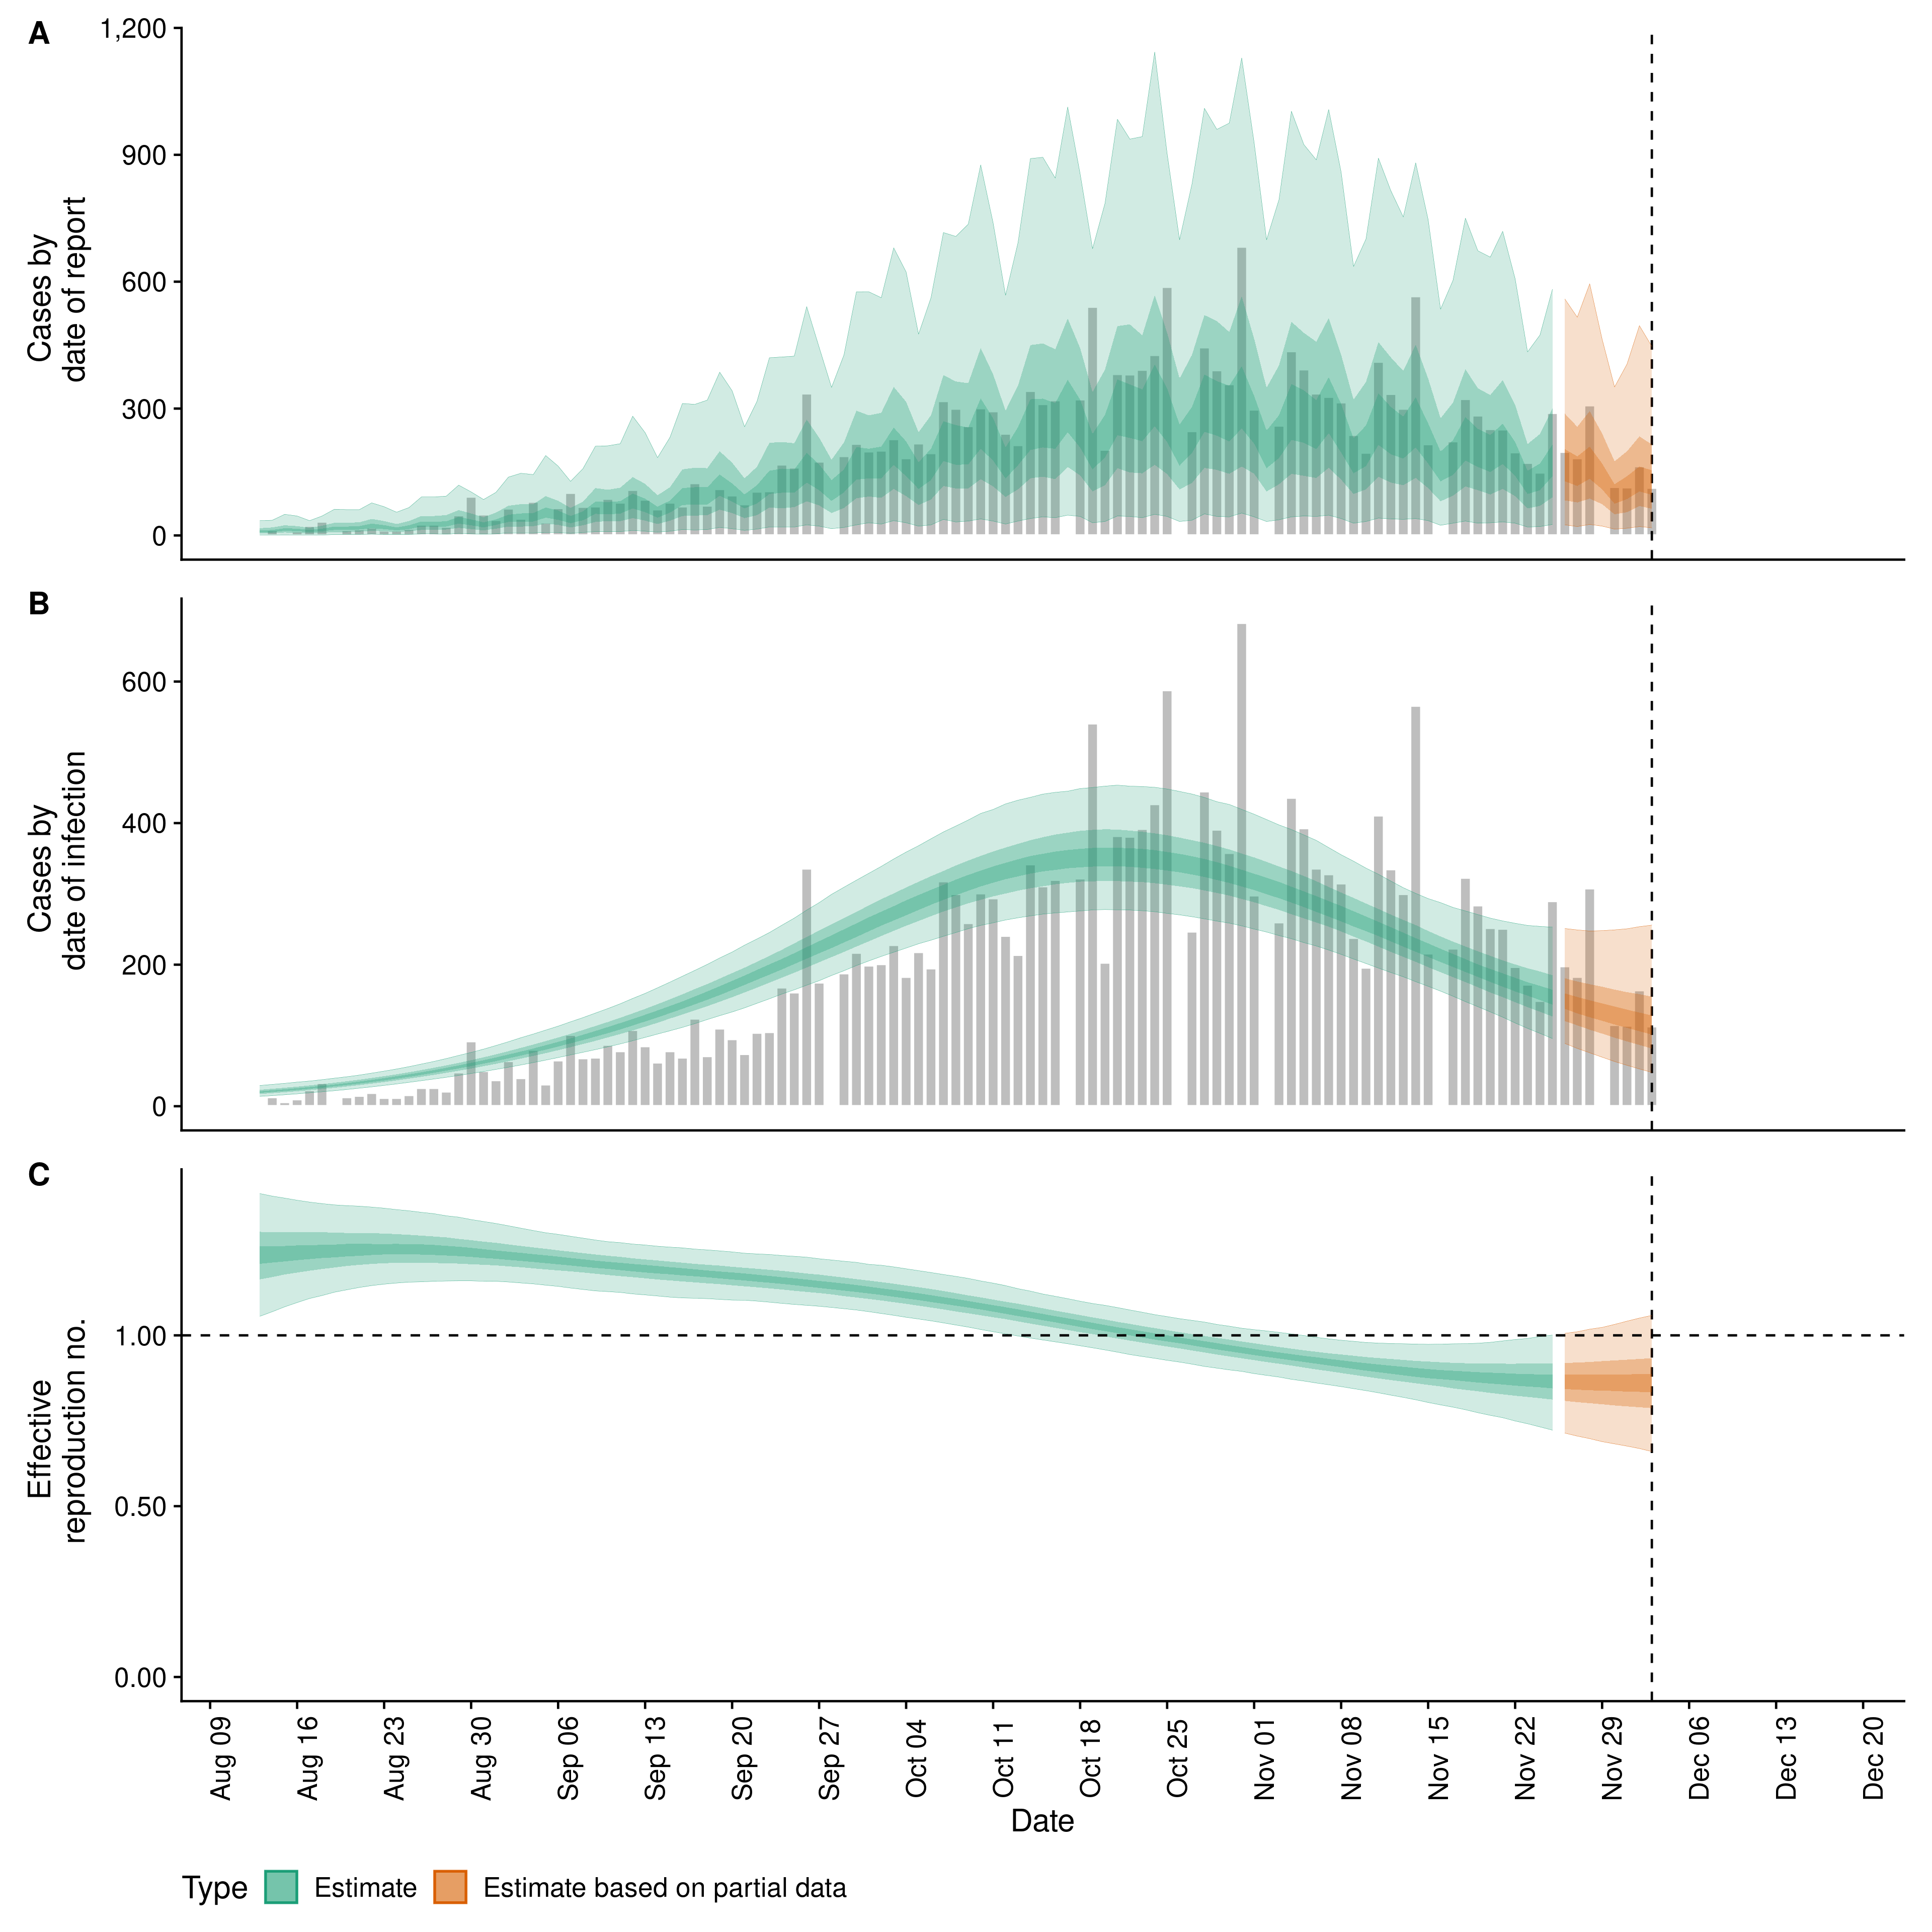 A
1,200
900
600
300
0
Cases by
date of report
B
600
400
200
0
Cases by
date of infection
C
1.00
0.50
0.00
Effective
reproduction no.
Aug 09
Aug 16
Aug 23
Aug 30
Sep 06
Sep 13
Sep 20
Sep 27
Oct 04
Oct 11
Oct 18
Oct 25
Nov 01
Nov 08
Nov 15
Nov 22
Nov 29
Dec 06
Dec 13
Dec 20
Date
Type Estimate Estimate based on partial data